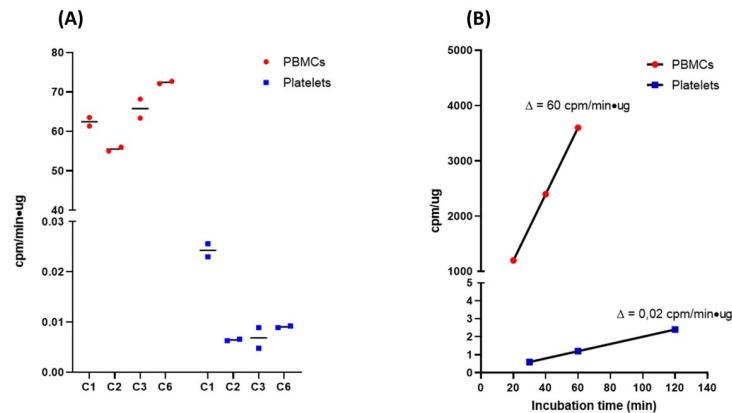 (A)
PBMCs
Platelets
cpm/min•ug
80
70
60
50
40
0.03
0.02
0.01
0.00
C1 C2 C3 C6 C1 C2 C3 C6
(B)
PBMCs
Platelets
Δ = 60 cpm/min•ug
Δ = 0,02 cpm/min•ug
cpm/ug
5000
4000
3000
2000
1000
5
4
3
2
1
0
0 20 40 60 80 100 120 140
Incubation time (min)